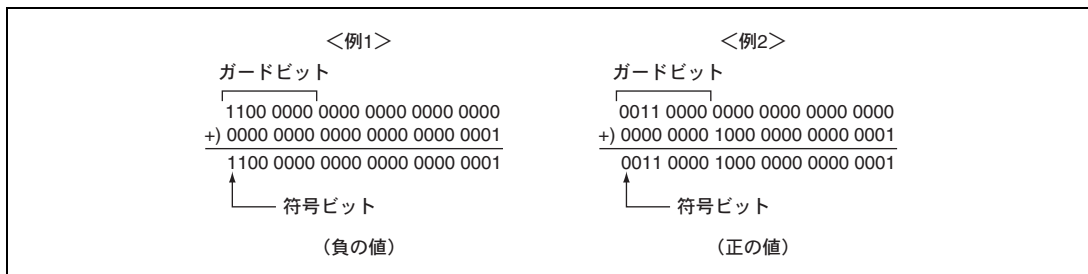 ＜例1＞
ガードビット
1100 0000 0000 0000 0000 0000
+) 0000 0000 0000 0000 0000 0001
1100 0000 0000 0000 0000 0001
符号ビット
（負の値）
＜例2＞
ガードビット
0011 0000 0000 0000 0000 0000
+) 0000 0000 1000 0000 0000 0001
0011 0000 1000 0000 0000 0001
符号ビット
（正の値）